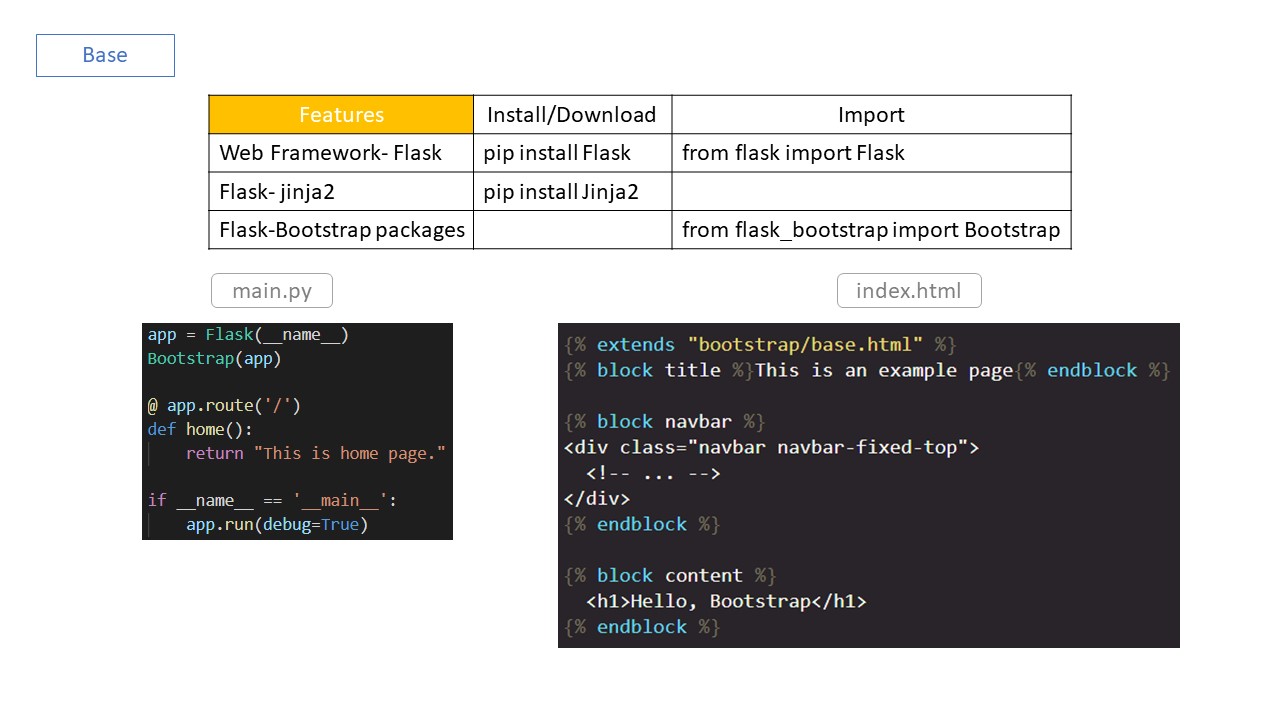 Base
Features Install/Download Import
Web Framework- Flask pip install Flask from flask import Flask
Flask- jinja2 pip install Jinja2
Flask-Bootstrap packages from flask_bootstrap import Bootstrap
main.py
app = Flask(__name__)
Bootstrap(app)
@ app.route('/')
def home():
return "This is home page."
if __name__ == '__main__':
app.run(debug=True)
index.html
{% extends "bootstrap/base.html" %}
{% block title %}This is an example page{% endblock %}
{% block navbar %}
<div class="navbar navbar-fixed-top">
<!-- ... -->
</div>
{% endblock %}
{% block content %}
<h1>Hello, Bootstrap</h1>
{% endblock %}